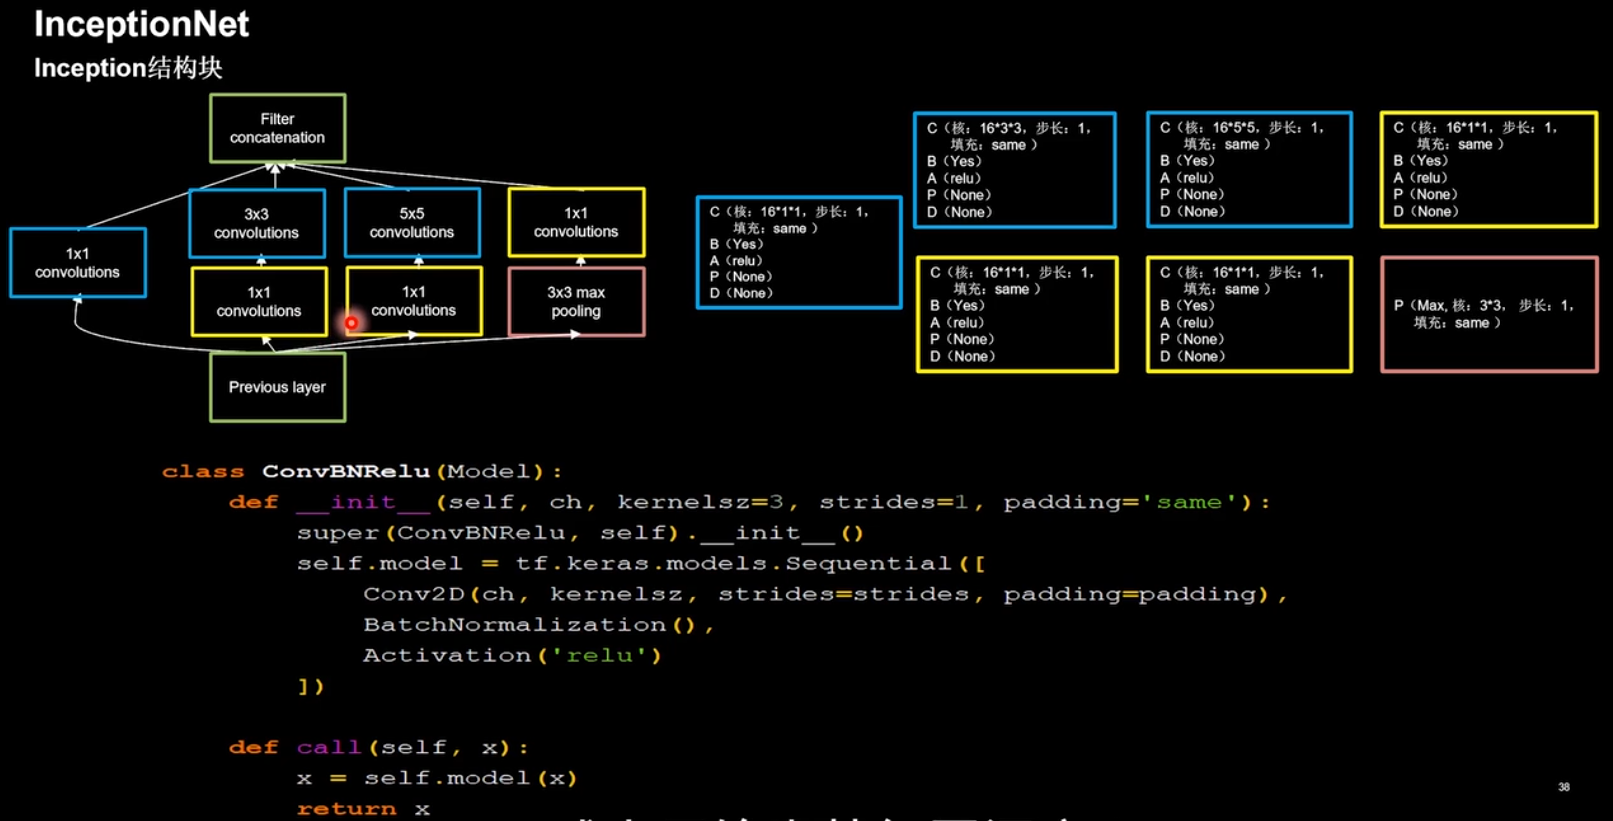 InceptionNet
Inception结构块
Filter
concatenation
3x3
convolutions
5x5
convolutions
1x1
convolutions
1x1
convolutions
1x1
convolutions
1x1
convolutions
3x3 max
pooling
Previous layer
C（核：16*1*1，步长：1，
填充：same ）
B（Yes）
A（relu）
P（None）
D（None）
C（核：16*3*3，步长：1，
填充：same ）
B（Yes）
A（relu）
P（None）
D（None）
C（核：16*5*5，步长：1，
填充：same ）
B（Yes）
A（relu）
P（None）
D（None）
C（核：16*1*1，步长：1，
填充：same ）
B（Yes）
A（relu）
P（None）
D（None）
C（核：16*1*1，步长：1，
填充：same ）
B（Yes）
A（relu）
P（None）
D（None）
C（核：16*1*1，步长：1，
填充：same ）
B（Yes）
A（relu）
P（None）
D（None）
P（Max, 核：3*3， 步长：1，
填充：same ）
class ConvBNRelu(Model):
def __init__(self, ch, kernelsz=3, strides=1, padding='same'):
super(ConvBNRelu, self).__init__()
self.model = tf.keras.models.Sequential([
Conv2D(ch, kernelsz, strides=strides, padding=padding),
BatchNormalization(),
Activation('relu')
])
def call(self, x):
x = self.model(x)
return x
38